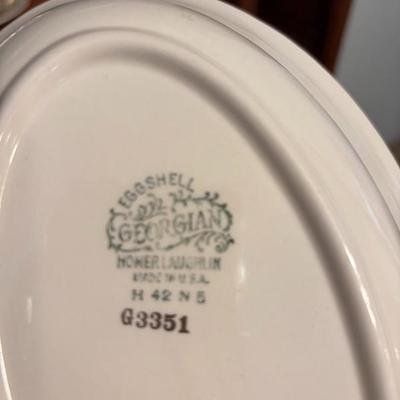 EGGSHELL
GEORGIAN
HOMER LAUGHLIN
MADE IN U.S.A.
H 42 N 5
G3351